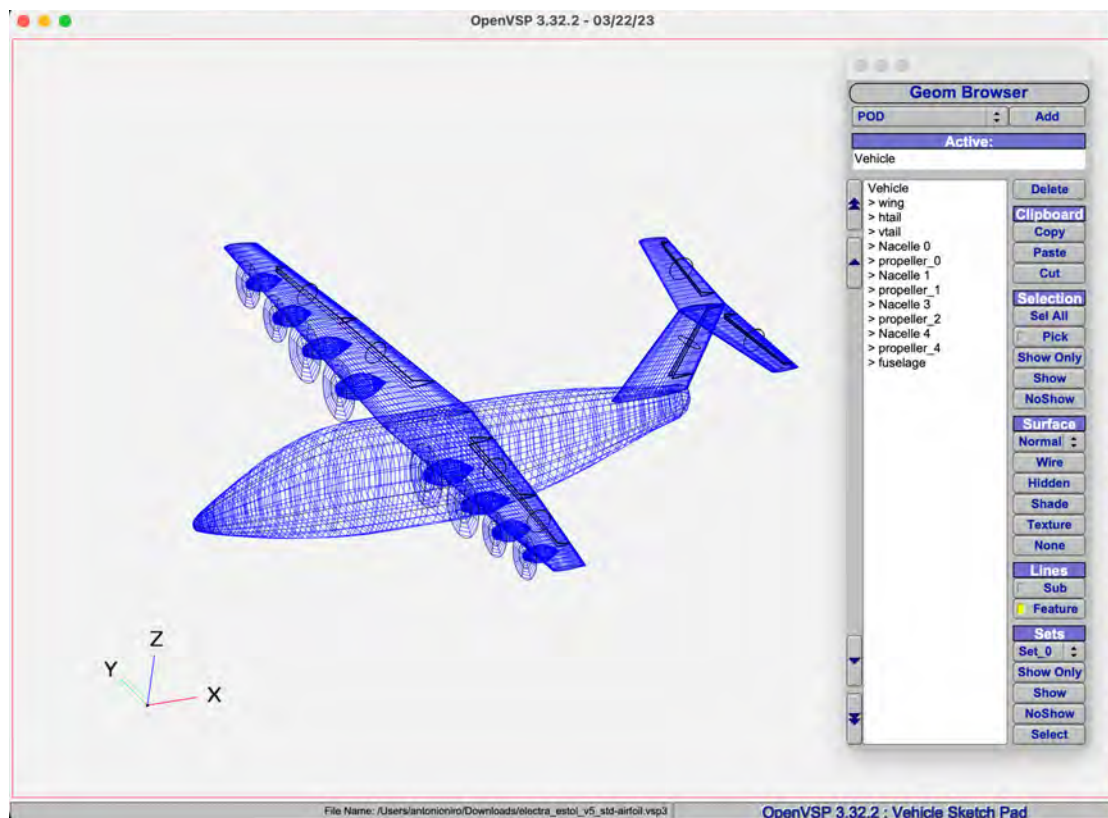 OpenVSP 3.32.2 - 03/22/23
Geom Browser
POD
Add
Active:
Vehicle
Vehicle
> wing
> htail
> vtail
> Nacelle 0
> propeller_0
> Nacelle 1
> propeller_1
> Nacelle 3
> propeller_2
> Nacelle 4
> propeller_4
> fuselage
Delete
Clipboard
Copy
Paste
Cut
Selection
Sel All
Pick
Show Only
Show
NoShow
Surface
Normal
Wire
Hidden
Shade
Texture
None
Lines
Sub
Feature
Sets
Set_0
Show Only
Show
NoShow
Select
Z
Y
X
File Name: /Users/antonioniro/Downloads/electra_estol_v5_std-airfoil.vsp3
OpenVSP 3.32.2 : Vehicle Sketch Pad